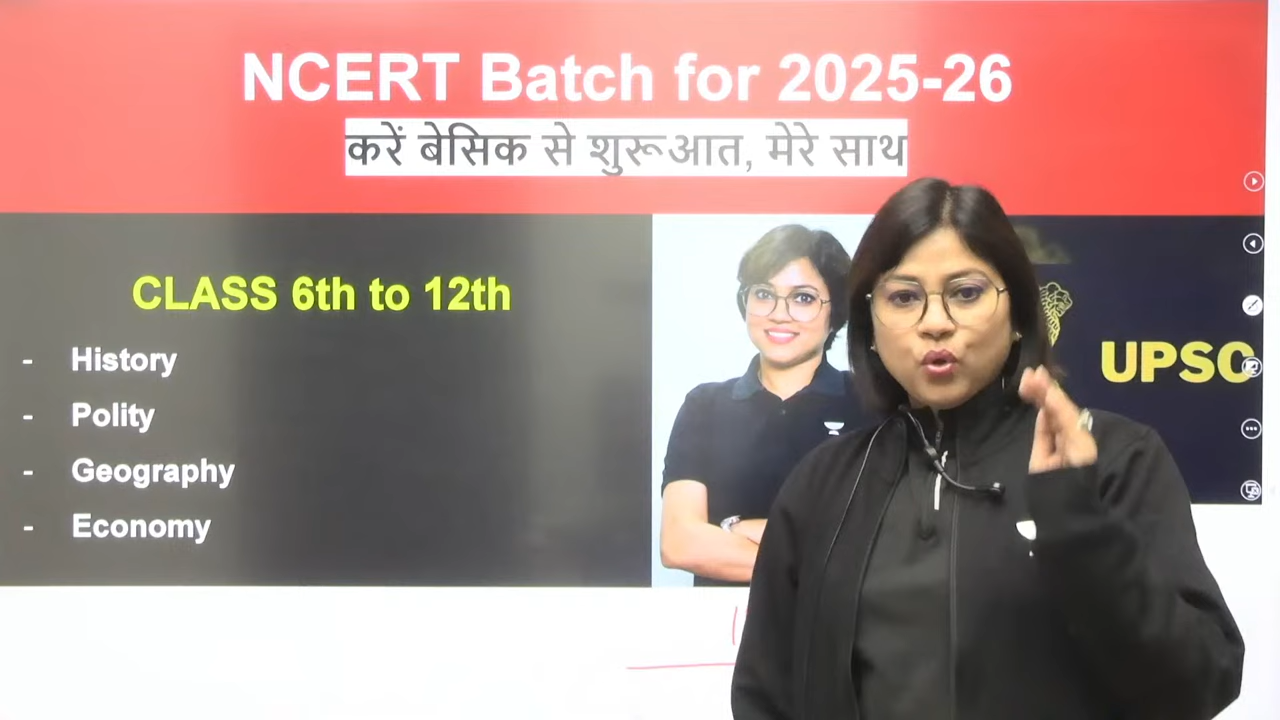 NCERT Batch for 2025-26
करें बेसिक से शुरूआत, मेरे साथ
CLASS 6th to 12th
- History
- Polity
- Geography
- Economy
UPSC